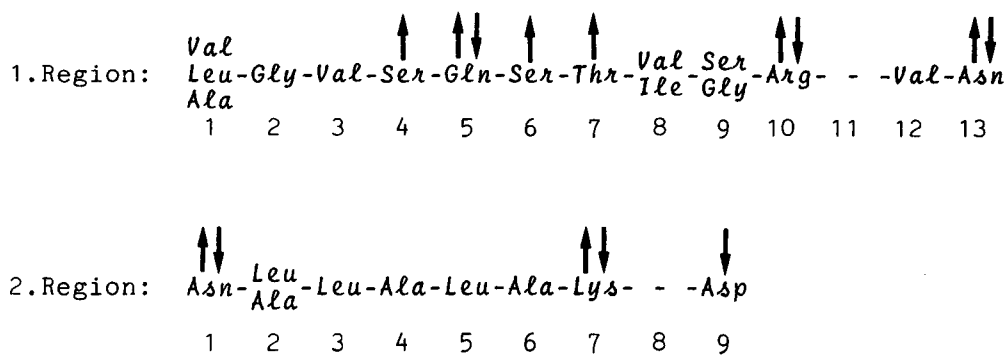 Val Val Ser
1.Region: Leu-Gly-Val-Ser-Gln-Ser-Thr-Ile-Gly-Arg- - -Val-Asn
Ala
1 2 3 4 5 6 7 8 9 10 11 12 13
Leu
2.Region: Asn-Ala-Leu-Ala-Leu-Ala-Lys- - -Asp
1 2 3 4 5 6 7 8 9